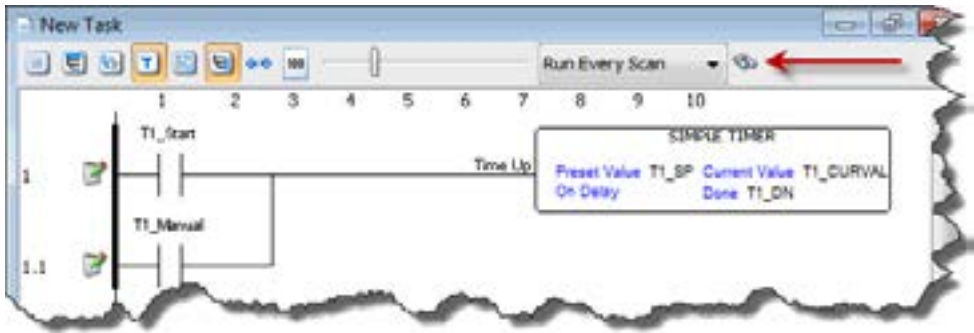 New Task
T 100 Run Every Scan
1 2 3 4 5 6 7 8 9 10
T1_Start
SIMPLE TIMER
1
Time Up
Preset Value T1_SP Current Value T1_CURVAL
On Delay Done T1_DN
T1_Manual
1.1